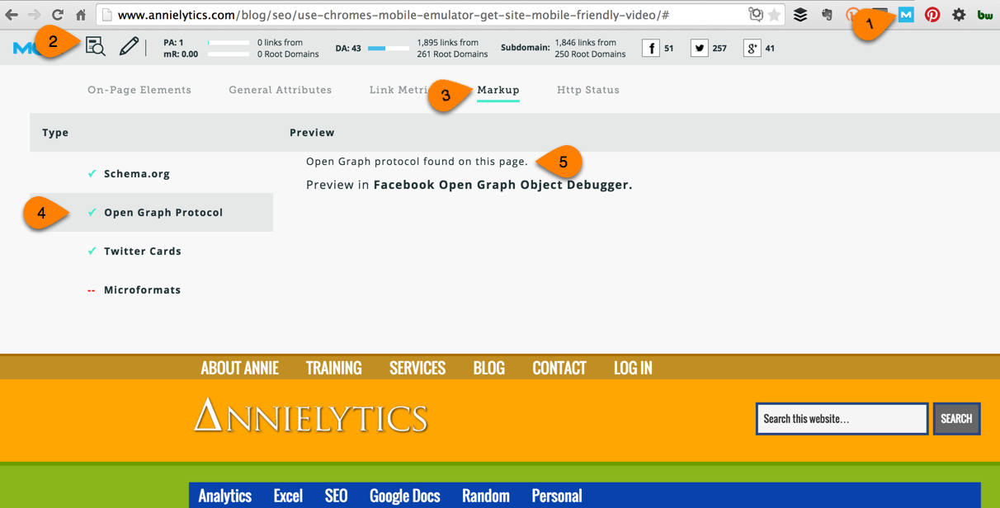 www.annielytics.com/blog/seo/use-chromes-mobile-emulator-get-site-mobile-friendly-video/#
1
bw
2
PA: 1
mR: 0.00
0 links from
0 Root Domains
DA: 43
1,895 links from
261 Root Domains
Subdomain:
1,846 links from
250 Root Domains
51
257
41
On-Page Elements
General Attributes
Link
3
Markup
Http Status
Type
Preview
Open Graph protocol found on this page.
5
Preview in Facebook Open Graph Object Debugger.
✓ Schema.org
4
✓ Open Graph Protocol
✓ Twitter Cards
-- Microformats
ABOUT ANNIE TRAINING SERVICES BLOG CONTACT LOG IN
ANNIELYTICS
Search this website...
SEARCH
Analytics Excel SEO Google Docs Random Personal